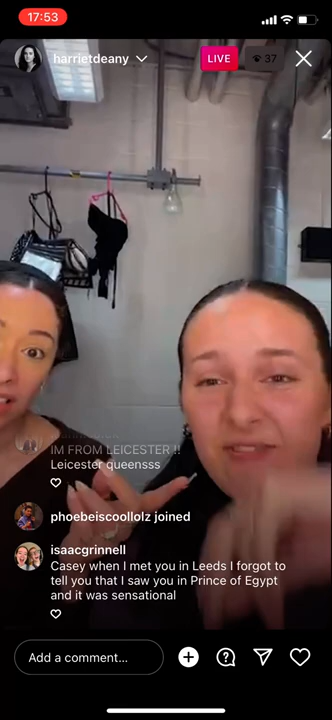 17:53
harrietdeany
LIVE
37
IM FROM LEICESTER !!
Leicester queensss
phoebeiscoollolz joined
isaacgrinnell
Casey when I met you in Leeds I forgot to
tell you that I saw you in Prince of Egypt
and it was sensational
Add a comment...